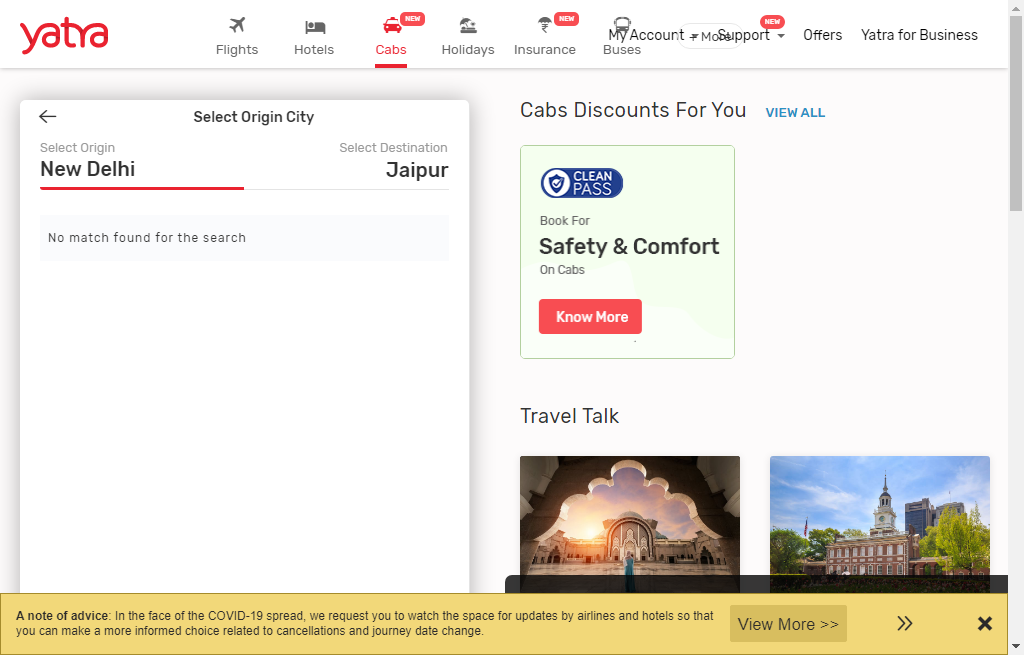 yatra
Flights
Hotels
NEW
Cabs
Holidays
NEW
Insurance
Buses
More
My Account
NEW
Support
Offers
Yatra for Business
Select Origin City
Select Origin
New Delhi
Select Destination
Jaipur
No match found for the search
Cabs Discounts For You
VIEW ALL
CLEAN
PASS
Book For
Safety & Comfort
On Cabs
Know More
Travel Talk
A note of advice: In the face of the COVID-19 spread, we request you to watch the space for updates by airlines and hotels so that
you can make a more informed choice related to cancellations and journey date change.
View More >>